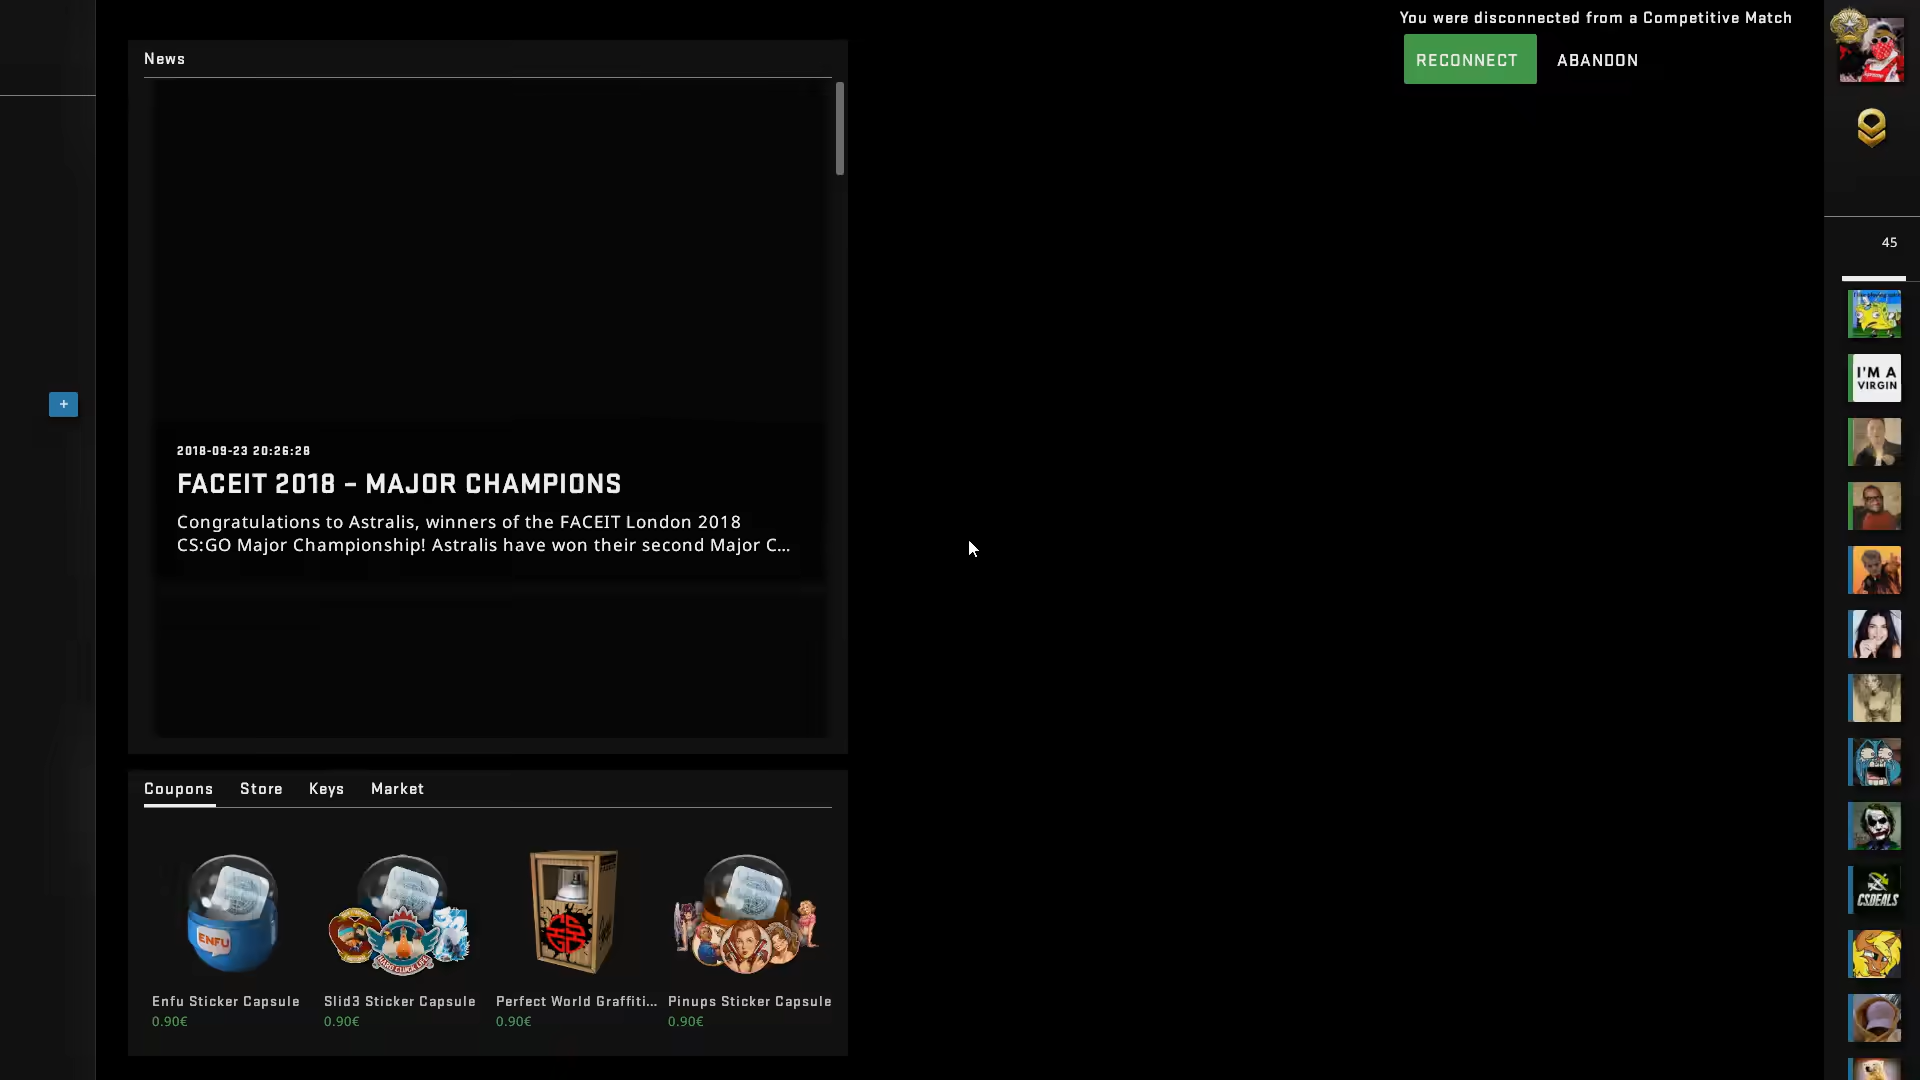 You were disconnected from a Competitive Match
RECONNECT
ABANDON
News
45
+
I'M A
VIRGIN
2018-09-23 20:26:28
FACEIT 2018 – MAJOR CHAMPIONS
Congratulations to Astralis, winners of the FACEIT London 2018
CS:GO Major Championship! Astralis have won their second Major C...
Coupons
Store
Keys
Market
CSDEALS
ENFU
HARD CLUCK LIFE
Enfu Sticker Capsule
Slid3 Sticker Capsule
Perfect World Graffiti...
Pinups Sticker Capsule
0.90€
0.90€
0.90€
0.90€